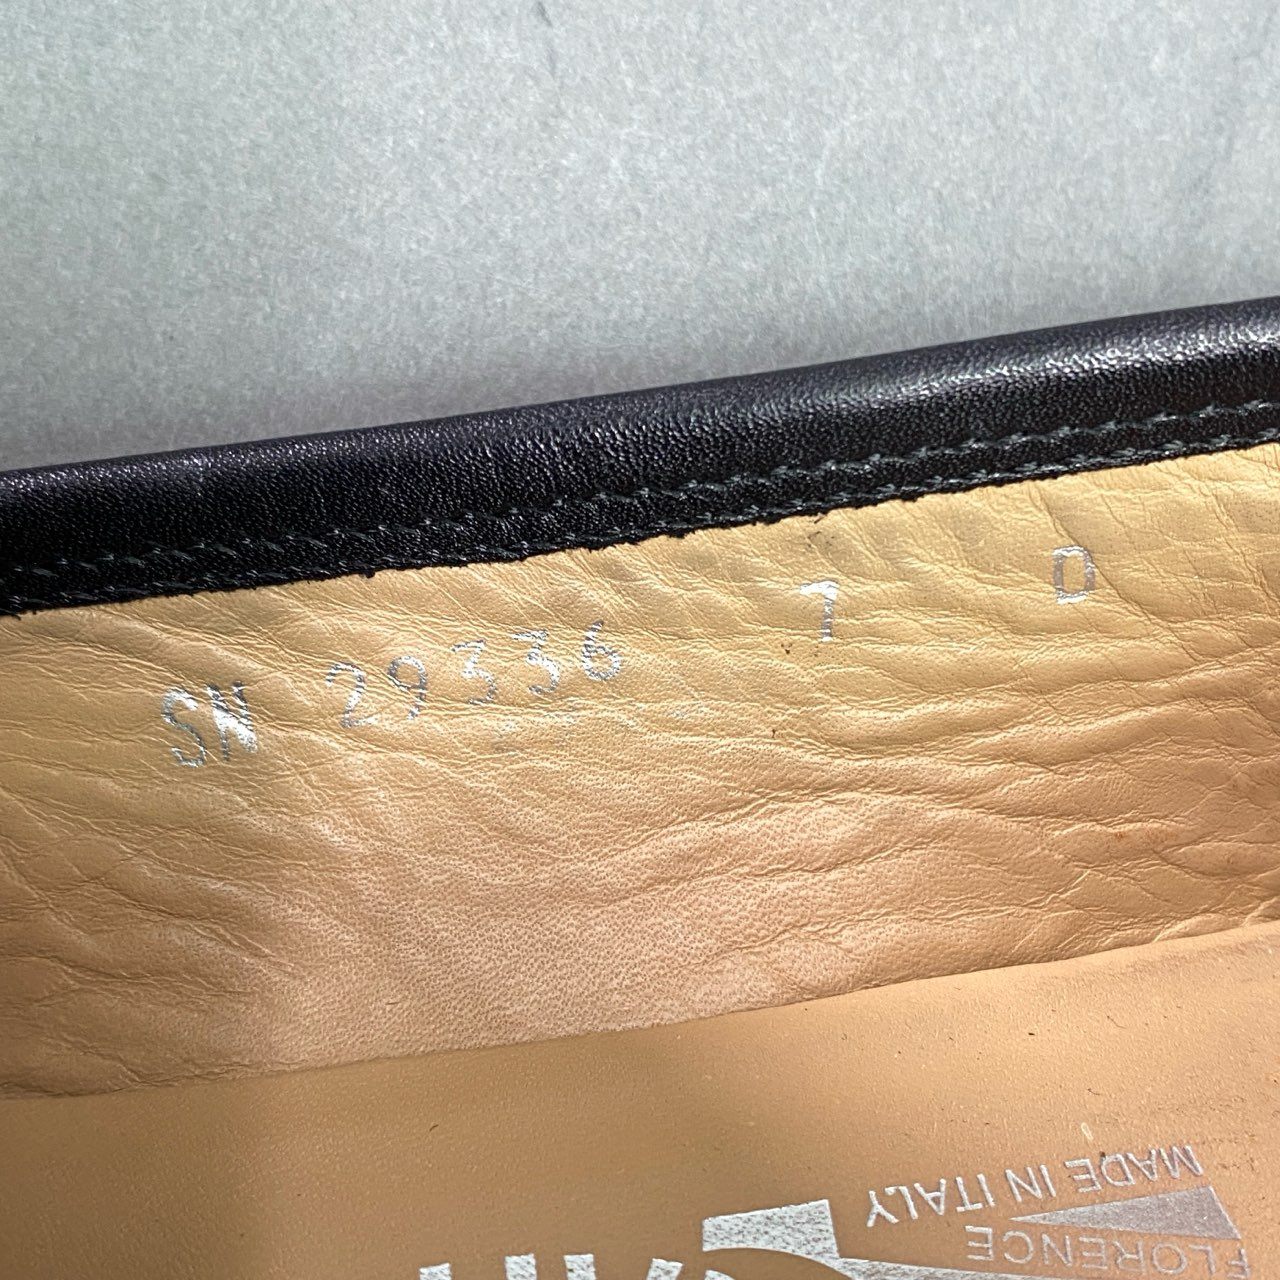 SN 29336 7 D
MADE IN ITALY
FLORENCE